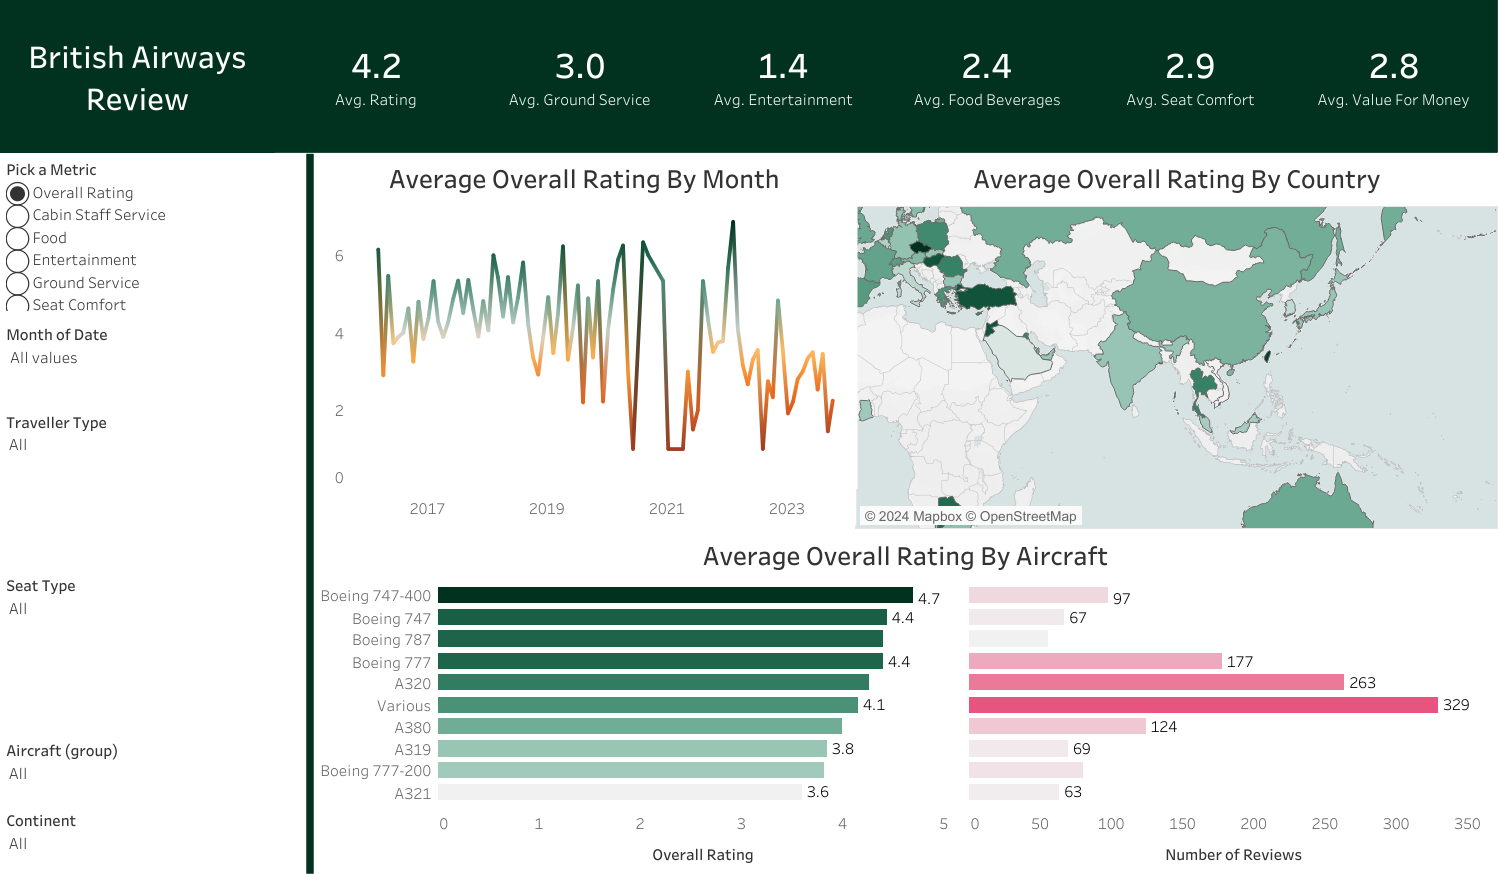 British Airways
Review
4.2
Avg. Rating
3.0
Avg. Ground Service
1.4
Avg. Entertainment
2.4
Avg. Food Beverages
2.9
Avg. Seat Comfort
2.8
Avg. Value For Money
Pick a Metric
Overall Rating
Cabin Staff Service
Food
Entertainment
Ground Service
Seat Comfort
Month of Date
All values
Traveller Type
All
Seat Type
All
Aircraft (group)
All
Continent
All
Average Overall Rating By Month
6
4
2
0
2017 2019 2021 2023
Average Overall Rating By Country
© 2024 Mapbox © OpenStreetMap
Average Overall Rating By Aircraft
Boeing 747-400 4.7 97
Boeing 747 4.4 67
Boeing 787
Boeing 777 4.4 177
A320 263
Various 4.1 329
A380 124
A319 3.8 69
Boeing 777-200
A321 3.6 63
0 1 2 3 4 5 0 50 100 150 200 250 300 350
Overall Rating Number of Reviews